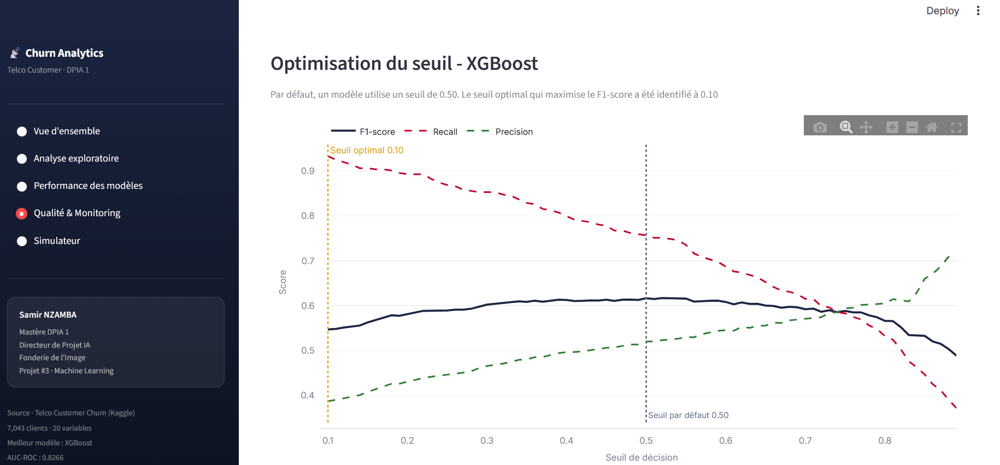 Deploy
Churn Analytics
Telco Customer · DPIA 1
Vue d'ensemble
Analyse exploratoire
Performance des modèles
Qualité & Monitoring
Simulateur
Samir NZAMBA
Mastère DPIA 1
Directeur de Projet IA
Fonderie de l'Image
Projet #3 · Machine Learning
Source · Telco Customer Churn (Kaggle)
7,043 clients · 20 variables
Meilleur modèle : XGBoost
AUC-ROC : 0.8266
Optimisation du seuil - XGBoost
Par défaut, un modèle utilise un seuil de 0.50. Le seuil optimal qui maximise le F1-score a été identifié à 0.10
F1-score Recall Precision
Seuil optimal 0.10
0.9
0.8
0.7
0.6
0.5
0.4
Score
Seuil par défaut 0.50
0.1 0.2 0.3 0.4 0.5 0.6 0.7 0.8
Seuil de décision